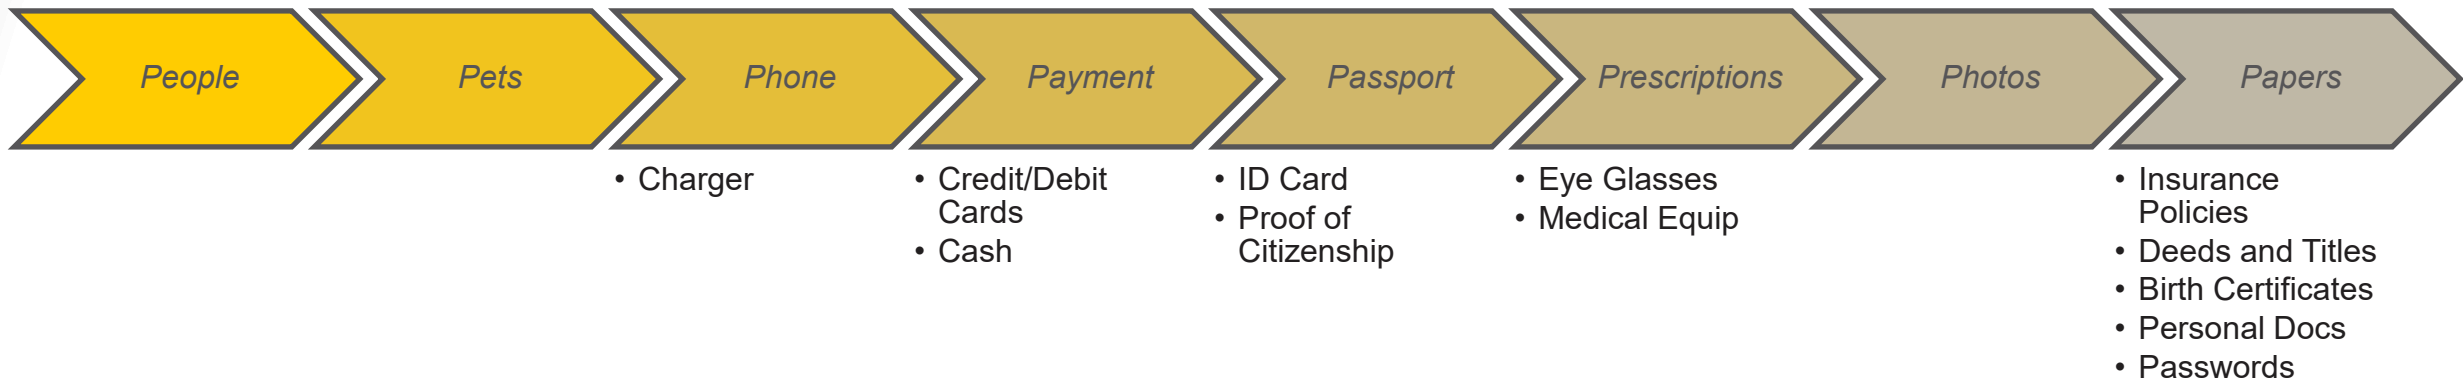 People
Pets
Phone
Payment
Passport
Prescriptions
Photos
Papers
• Charger
• Credit/Debit
Cards
• Cash
• ID Card
• Proof of
Citizenship
• Eye Glasses
• Medical Equip
• Insurance
Policies
• Deeds and Titles
• Birth Certificates
• Personal Docs
• Passwords